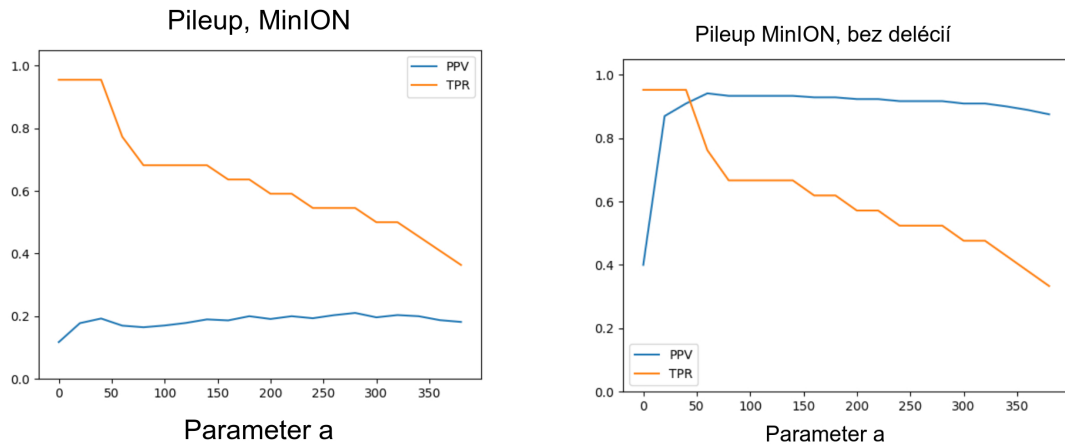 Pileup, MinION
1.0
0.8
0.6
0.4
0.2
0.0
PPV
TPR
0 50 100 150 200 250 300 350
Parameter a
Pileup MinION, bez delécií
1.0
0.8
0.6
0.4
0.2
0.0
PPV
TPR
0 50 100 150 200 250 300 350
Parameter a